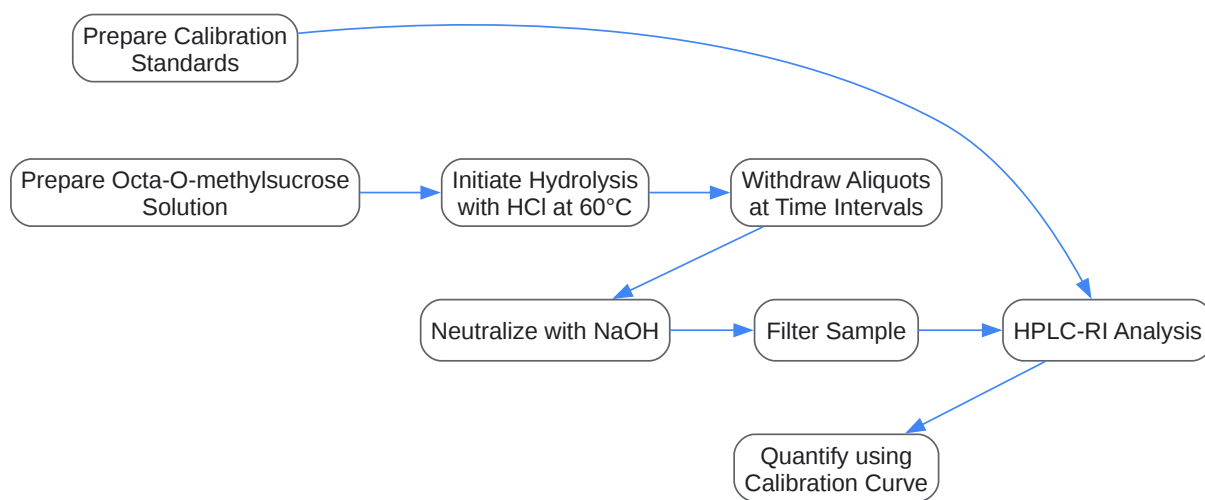 Prepare Calibration
Standards
Prepare Octa-O-methylsucrose
Solution
Initiate Hydrolysis
with HCl at 60°C
Withdraw Aliquots
at Time Intervals
Neutralize with NaOH
Filter Sample
HPLC-RI Analysis
Quantify using
Calibration Curve